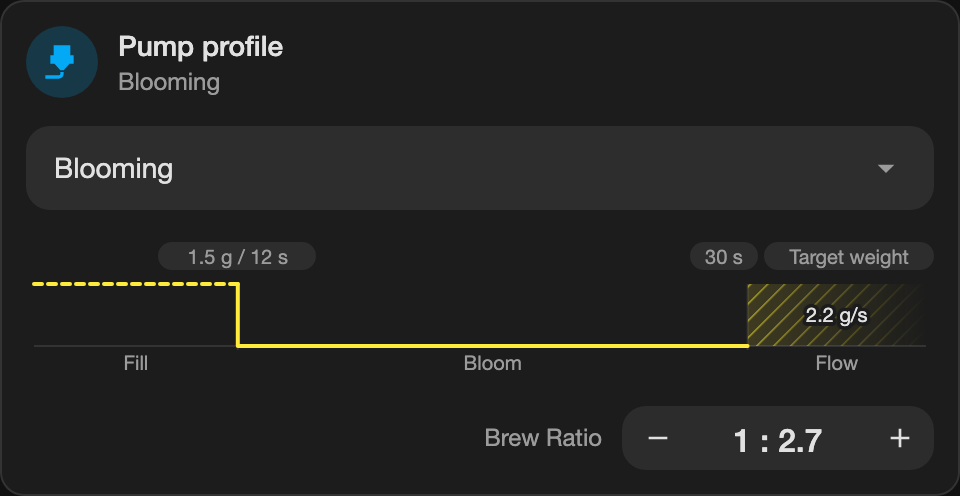 Pump profile
Blooming
Blooming
1.5 g / 12 s
30 s
Target weight
2.2 g/s
Fill
Bloom
Flow
Brew Ratio
− 1 : 2.7 +